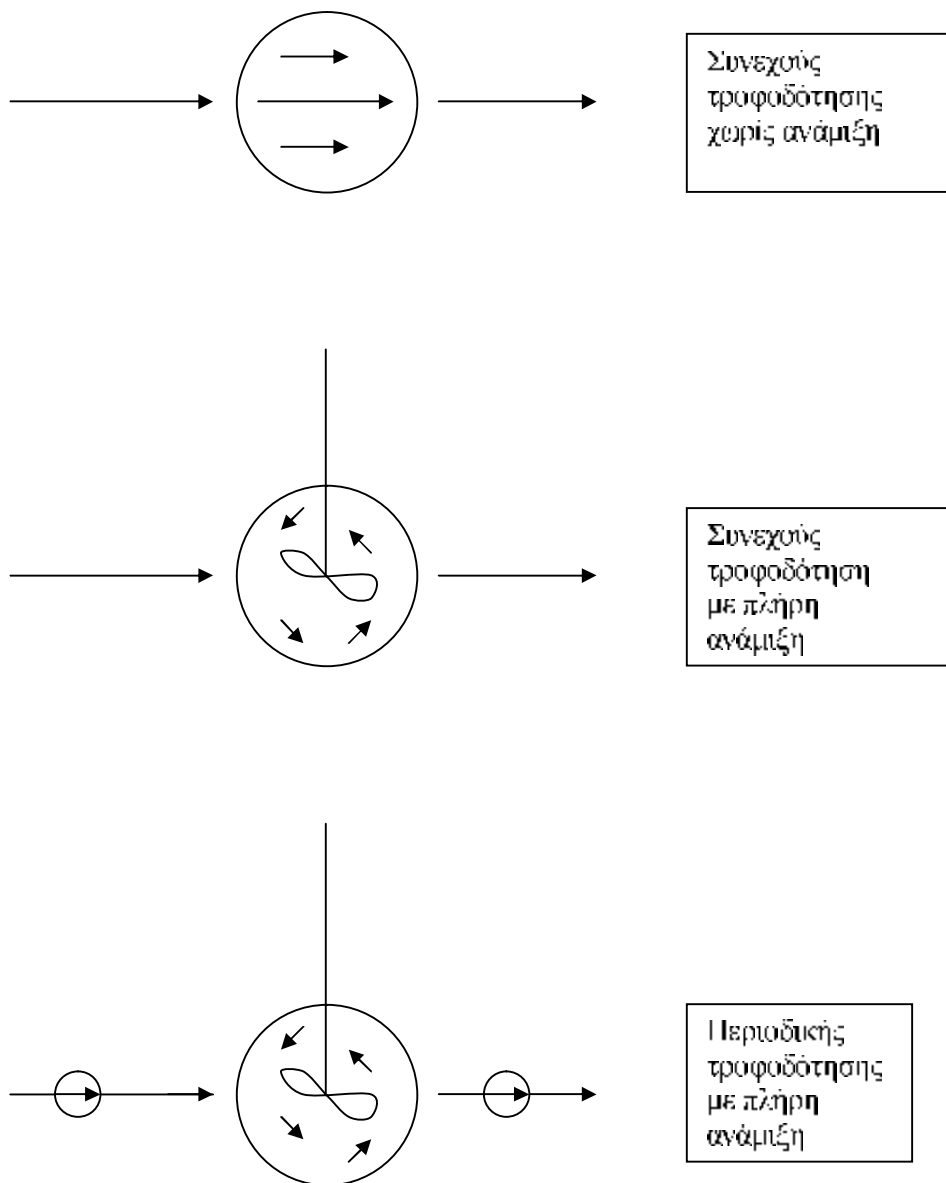 Συνεχούς
τροφοδότησης
χωρίς ανάμιξη
Συνεχούς
τροφοδότηση
με πλήρη
ανάμιξη
Περιοδικής
τροφοδότησης
με πλήρη
ανάμιξη